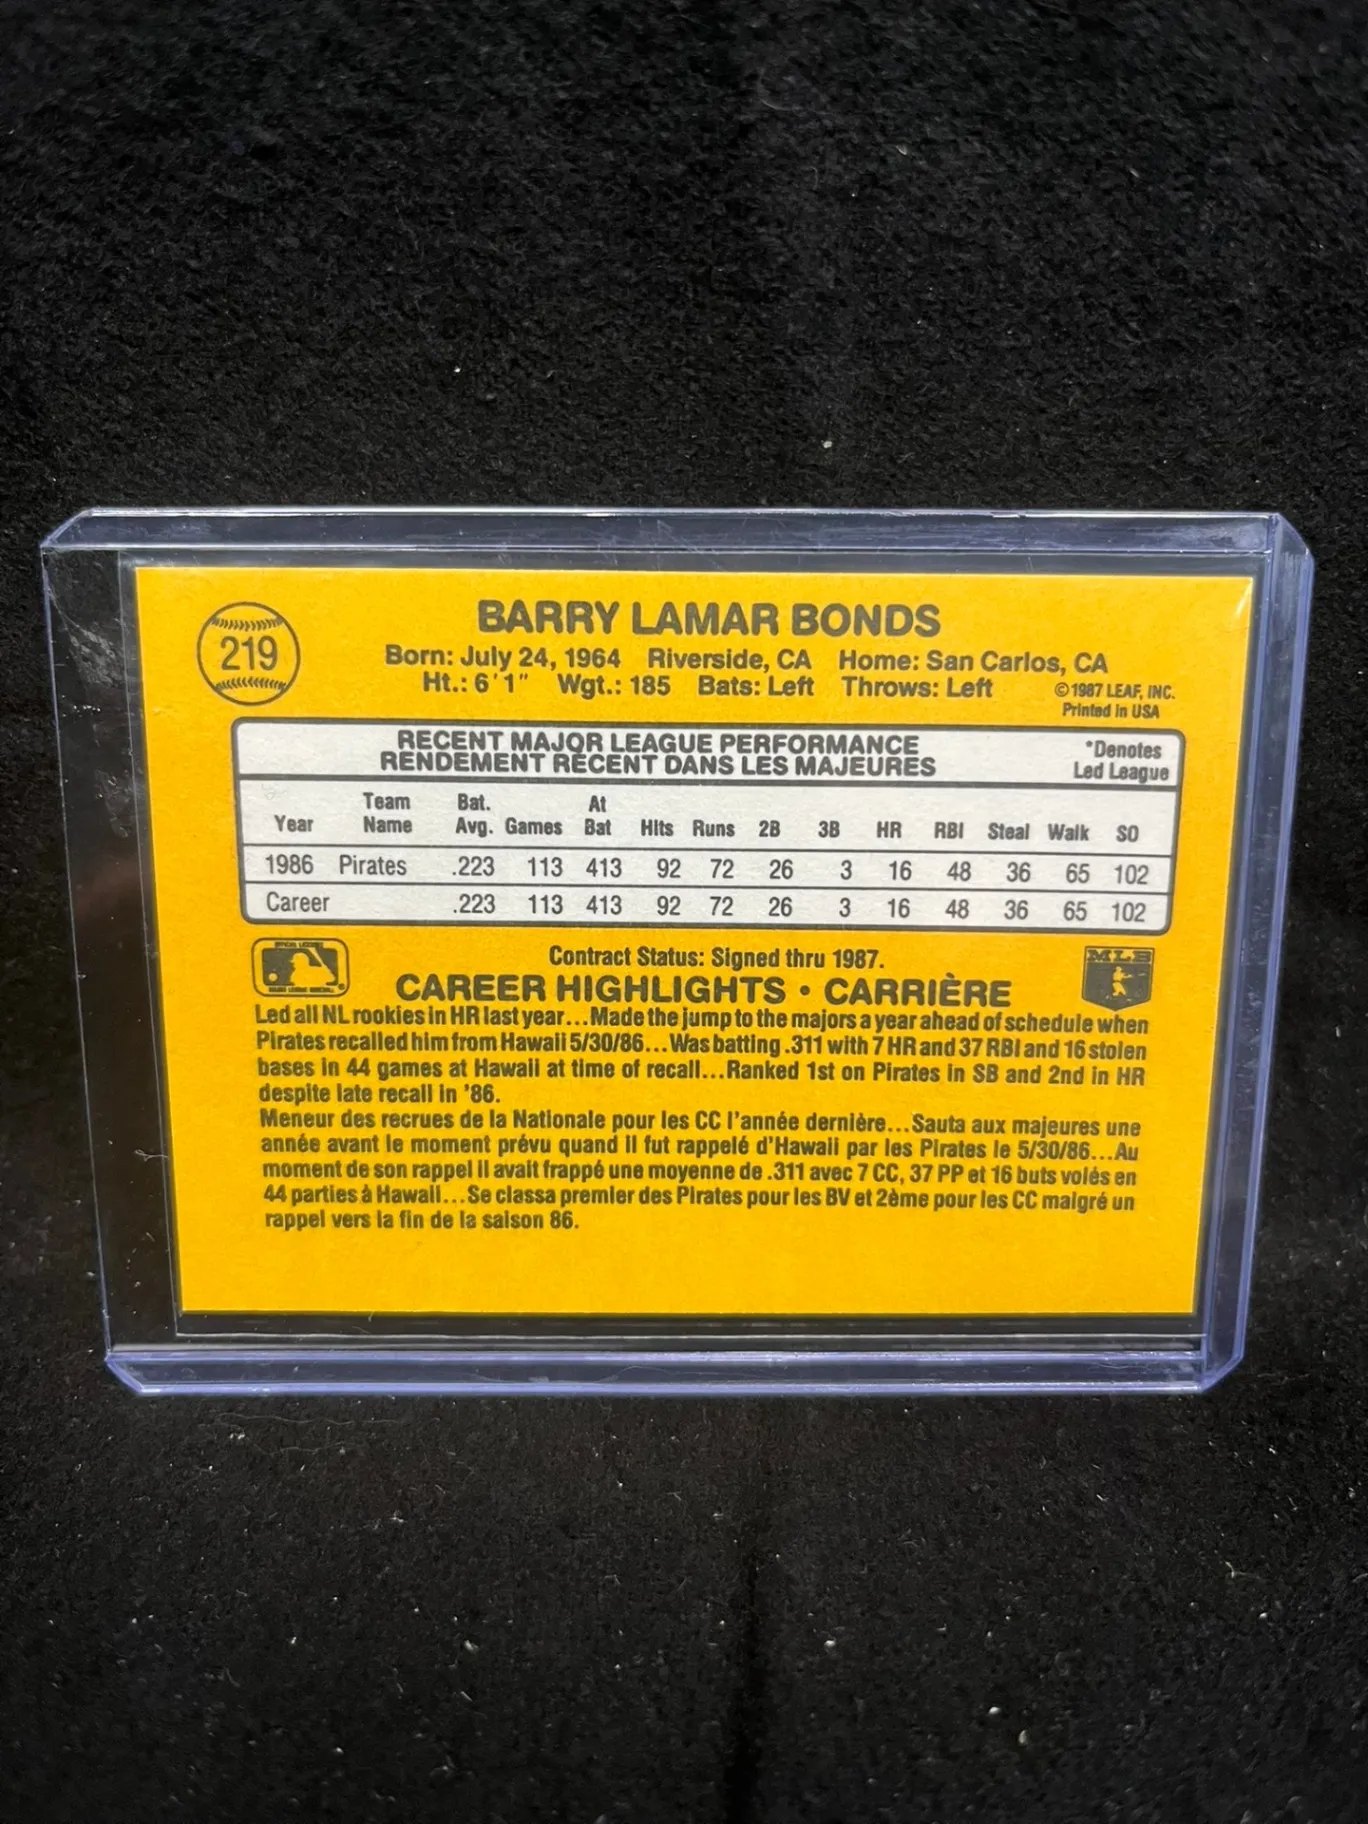 219
BARRY LAMAR BONDS
Born: July 24, 1964 Riverside, CA Home: San Carlos, CA
Ht.: 6'1" Wgt.: 185 Bats: Left Throws: Left
©1987 LEAF, INC.
Printed in USA
RECENT MAJOR LEAGUE PERFORMANCE
RENDEMENT RECENT DANS LES MAJEURES
*Denotes
Led League
Year Team Name Bat. Avg. Games At Bat Hits Runs 2B 3B HR RBI Steal Walk SO
1986 Pirates .223 113 413 92 72 26 3 16 48 36 65 102
Career .223 113 413 92 72 26 3 16 48 36 65 102
Contract Status: Signed thru 1987.
MLB
CAREER HIGHLIGHTS • CARRIÈRE
Led all NL rookies in HR last year...Made the jump to the majors a year ahead of schedule when
Pirates recalled him from Hawaii 5/30/86...Was batting .311 with 7 HR and 37 RBI and 16 stolen
bases in 44 games at Hawaii at time of recall...Ranked 1st on Pirates in SB and 2nd in HR
despite late recall in '86.
Meneur des recrues de la Nationale pour les CC l'année dernière...Sauta aux majeures une
année avant le moment prévu quand il fut rappelé d'Hawaii par les Pirates le 5/30/86...Au
moment de son rappel il avait frappé une moyenne de .311 avec 7 CC, 37 PP et 16 buts volés en
44 parties à Hawaii...Se classa premier des Pirates pour les BV et 2ème pour les CC malgré un
rappel vers la fin de la saison 86.